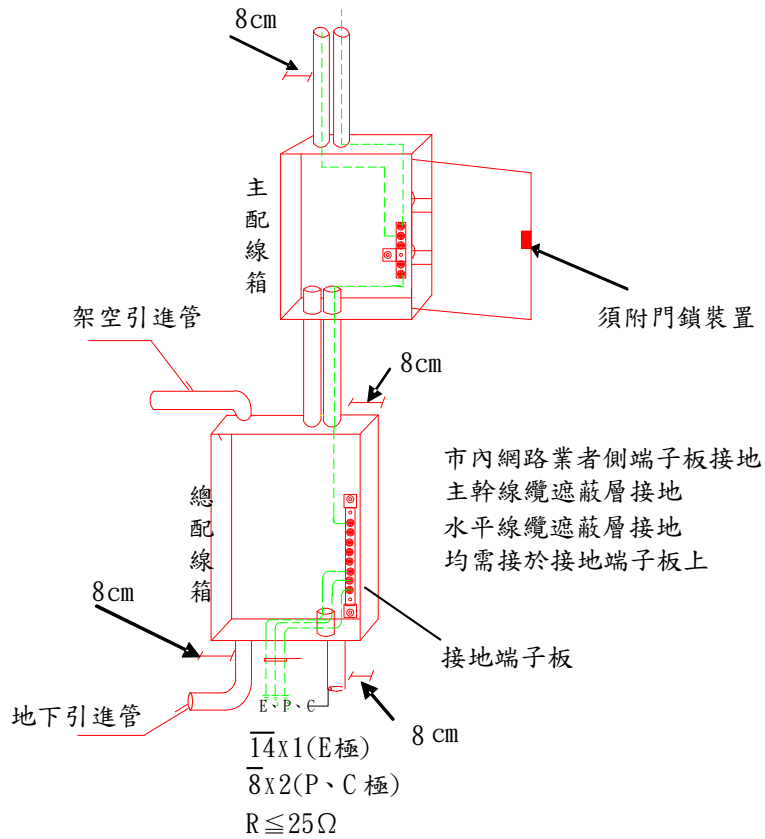 8cm
主配線箱
須附門鎖裝置
架空引進管
8cm
市內網路業者側端子板接地
主幹線纜遮蔽層接地
水平線纜遮蔽層接地
均需接於接地端子板上
總配線箱
8cm
接地端子板
地下引進管
E、P、C
8cm
14x1(E極)
8x2(P、C極)
R≦25Ω